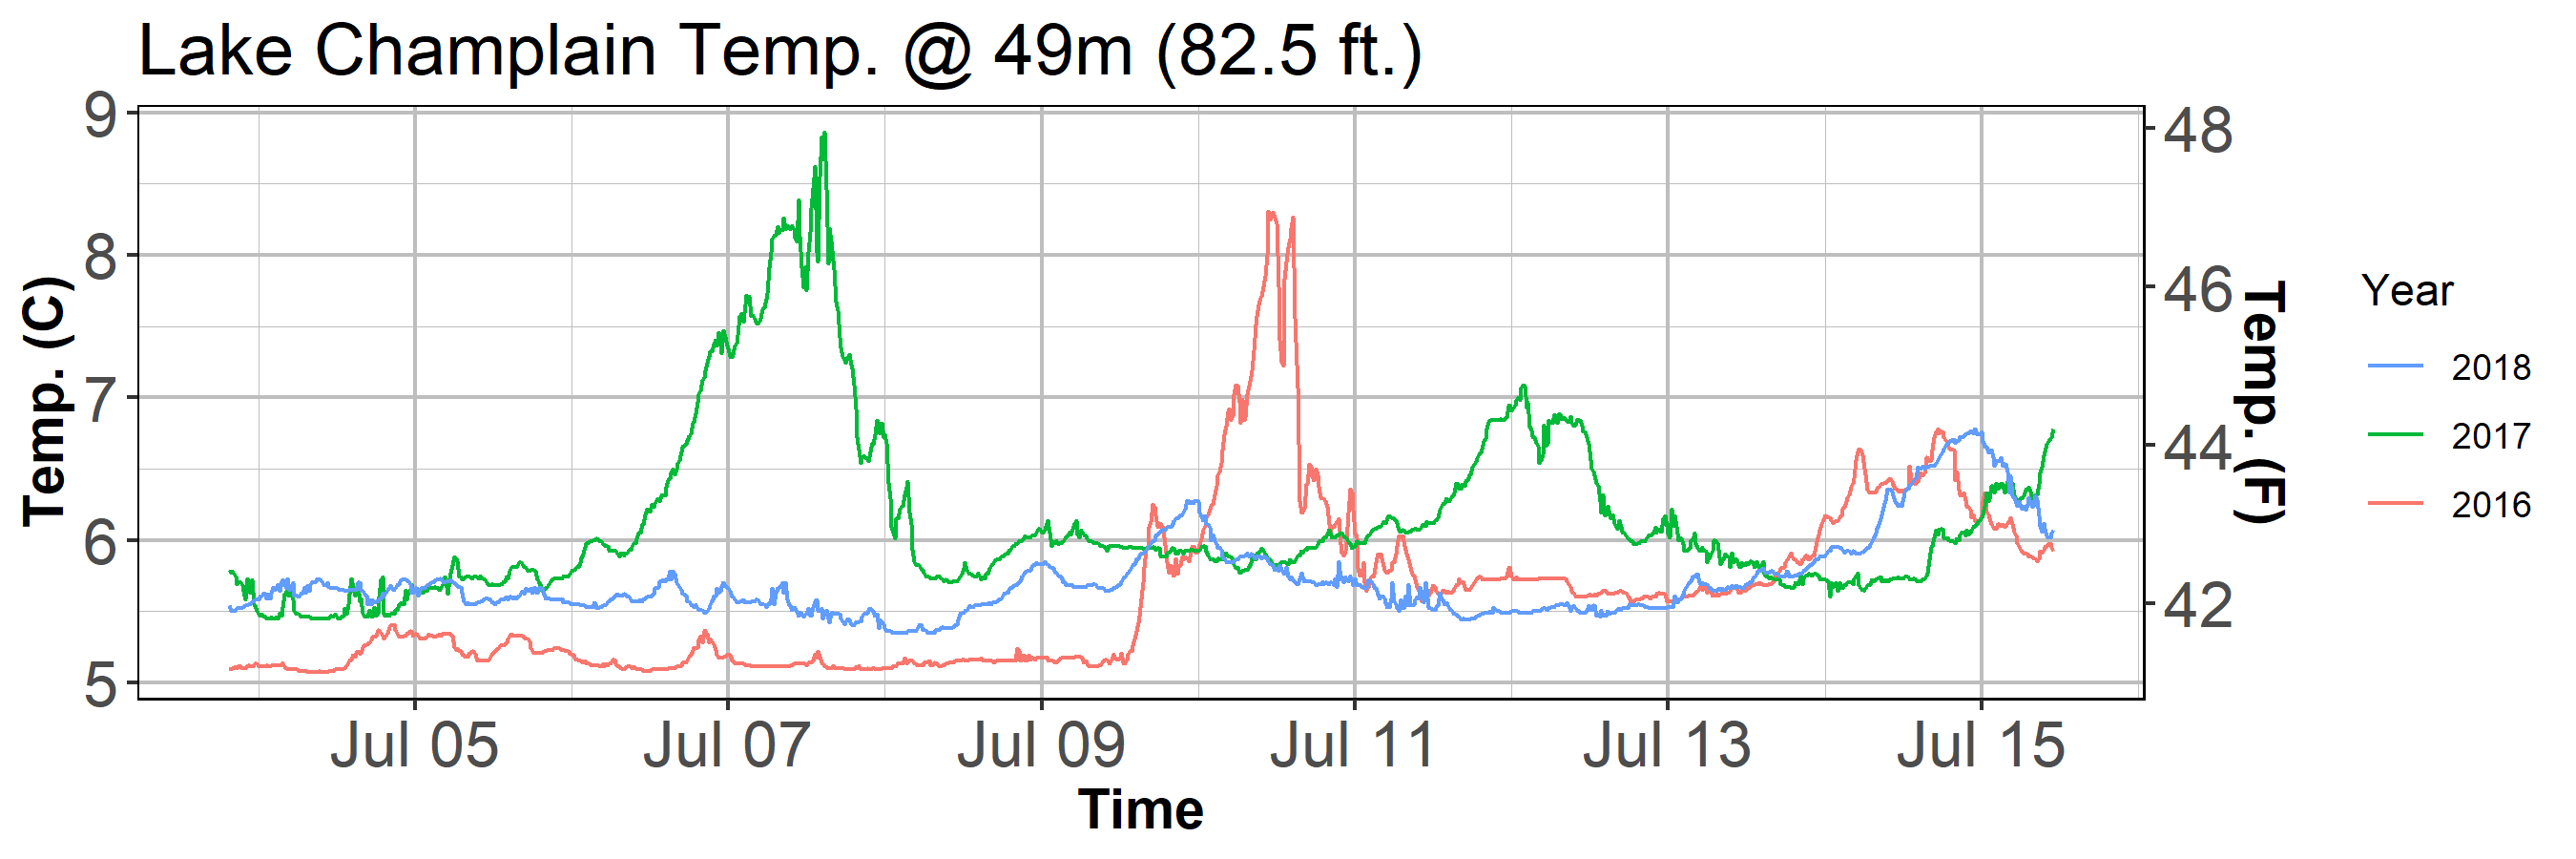 Lake Champlain Temp. @ 49m (82.5 ft.)
Temp. (C)
9
8
7
6
5
48
46
44
42
Temp. (F)
Jul 05 Jul 07 Jul 09 Jul 11 Jul 13 Jul 15
Time
Year
2018
2017
2016